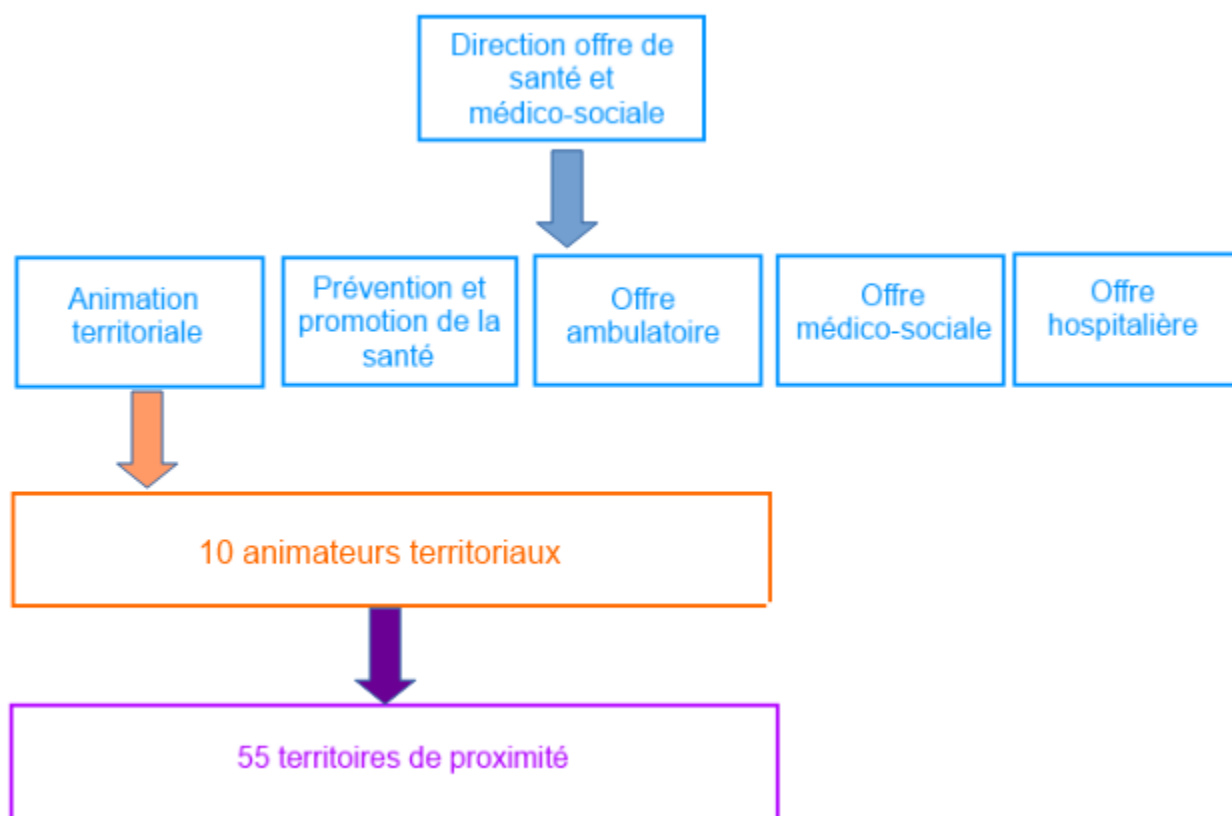 Direction offre de
santé et
médico-sociale
Animation
territoriale
Prévention et
promotion de la
santé
Offre
ambulatoire
Offre
médico-sociale
Offre
hospitalière
10 animateurs territoriaux
55 territoires de proximité